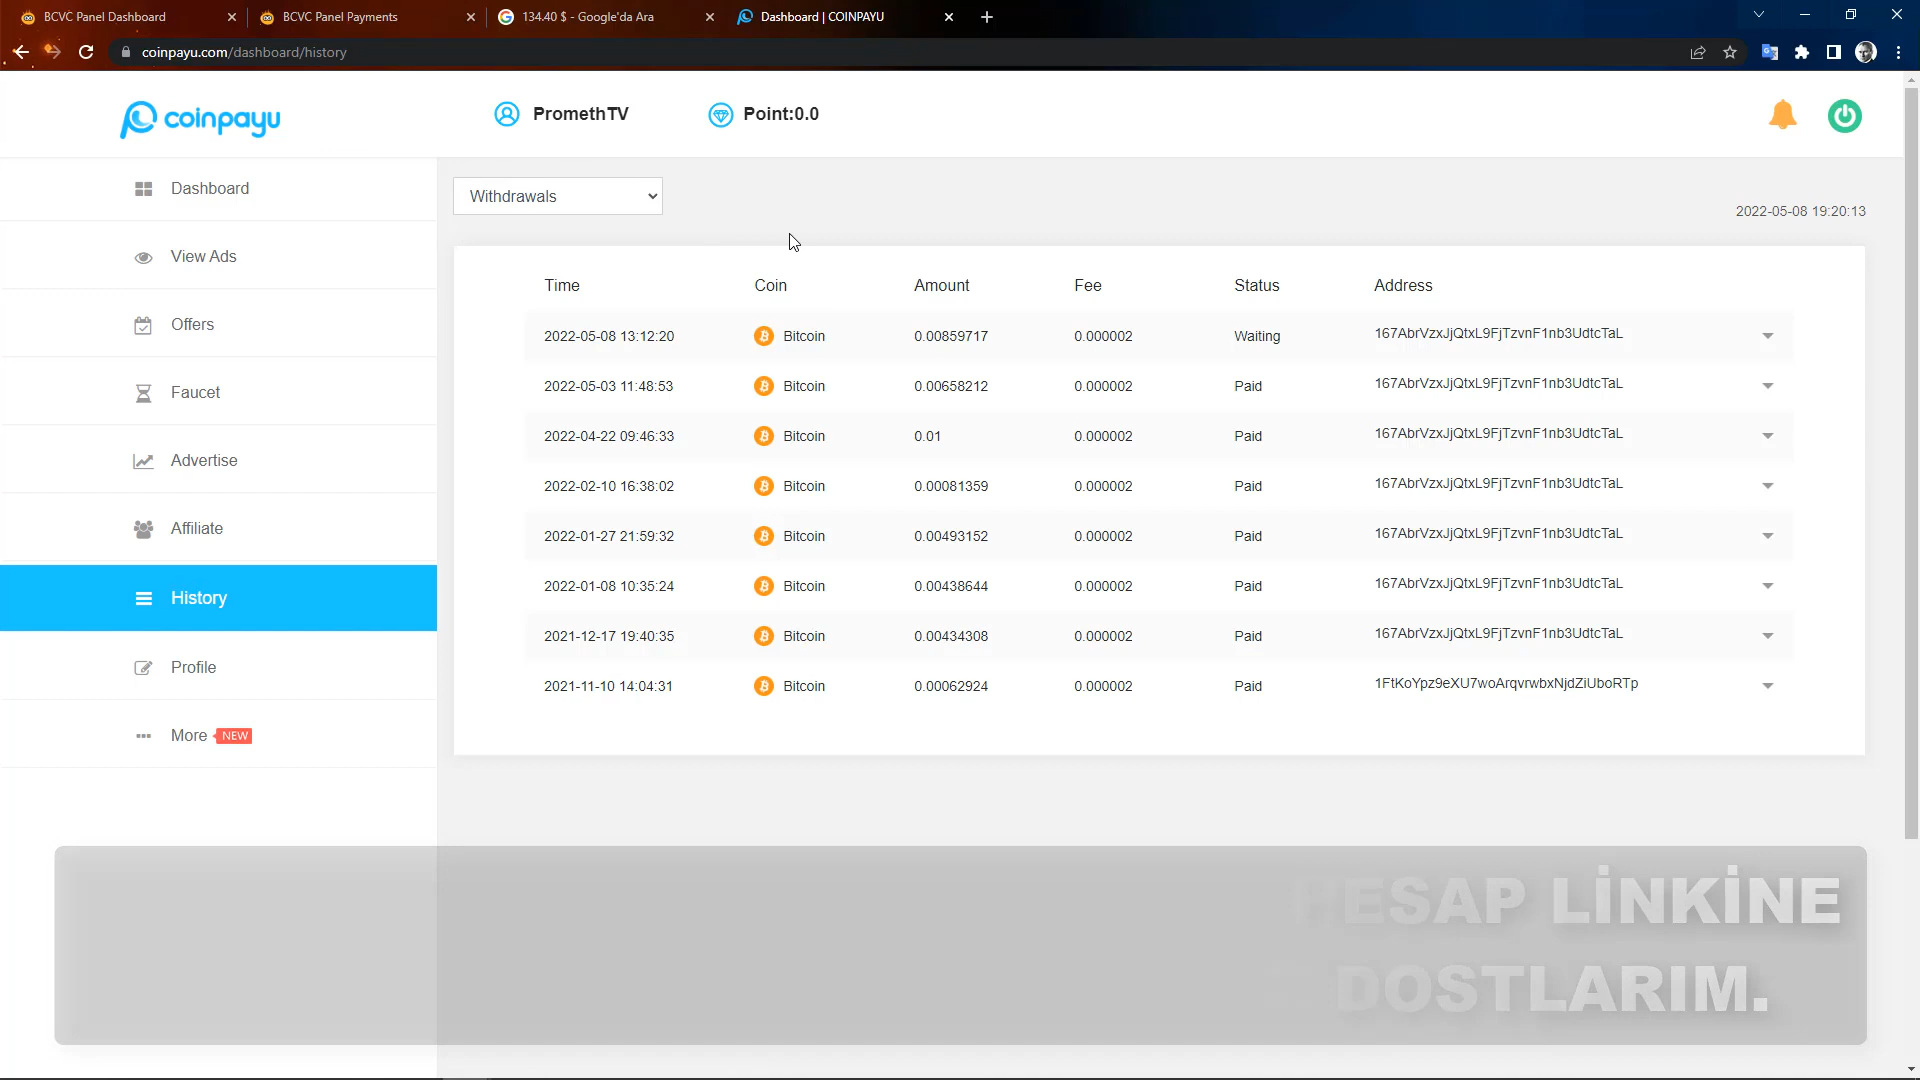 BCVC Panel Dashboard
BCVC Panel Payments
134.40 $ - Google'da Ara
Dashboard | COINPAYU
coinpayu.com/dashboard/history
coinpayu
PromethTV
Point:0.0
Dashboard
View Ads
Offers
Faucet
Advertise
Affiliate
History
Profile
More NEW
Withdrawals
2022-05-08 19:20:13
Time Coin Amount Fee Status Address
2022-05-08 13:12:20 Bitcoin 0.00859717 0.000002 Waiting 167AbrVzxJjQtxL9FjTzvnF1nb3UdtcTaL
2022-05-03 11:48:53 Bitcoin 0.00658212 0.000002 Paid 167AbrVzxJjQtxL9FjTzvnF1nb3UdtcTaL
2022-04-22 09:46:33 Bitcoin 0.01 0.000002 Paid 167AbrVzxJjQtxL9FjTzvnF1nb3UdtcTaL
2022-02-10 16:38:02 Bitcoin 0.00081359 0.000002 Paid 167AbrVzxJjQtxL9FjTzvnF1nb3UdtcTaL
2022-01-27 21:59:32 Bitcoin 0.00493152 0.000002 Paid 167AbrVzxJjQtxL9FjTzvnF1nb3UdtcTaL
2022-01-08 10:35:24 Bitcoin 0.00438644 0.000002 Paid 167AbrVzxJjQtxL9FjTzvnF1nb3UdtcTaL
2021-12-17 19:40:35 Bitcoin 0.00434308 0.000002 Paid 167AbrVzxJjQtxL9FjTzvnF1nb3UdtcTaL
2021-11-10 14:04:31 Bitcoin 0.00062924 0.000002 Paid 1FtKoYpz9eXU7woArqvrwbxNjdZiUboRTp
HESAP LİNKİNE
DOSTLARIM.